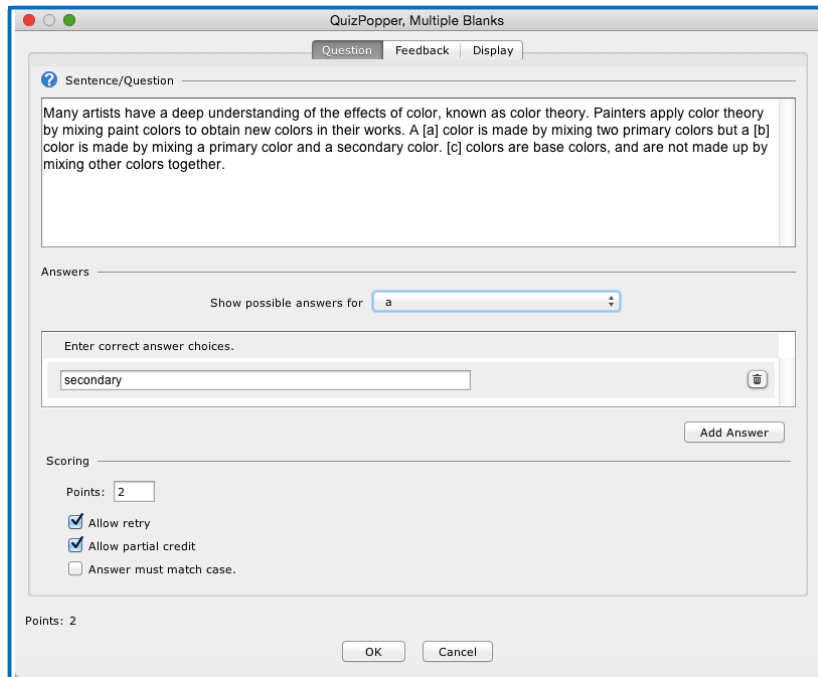 QuizPopper, Multiple Blanks
Question Feedback Display
? Sentence/Question
Many artists have a deep understanding of the effects of color, known as color theory. Painters apply color theory
by mixing paint colors to obtain new colors in their works. A [a] color is made by mixing two primary colors but a [b]
color is made by mixing a primary color and a secondary color. [c] colors are base colors, and are not made up by
mixing other colors together.
Answers
Show possible answers for a
Enter correct answer choices.
secondary
Add Answer
Scoring
Points: 2
Allow retry
Allow partial credit
Answer must match case.
Points: 2
OK Cancel